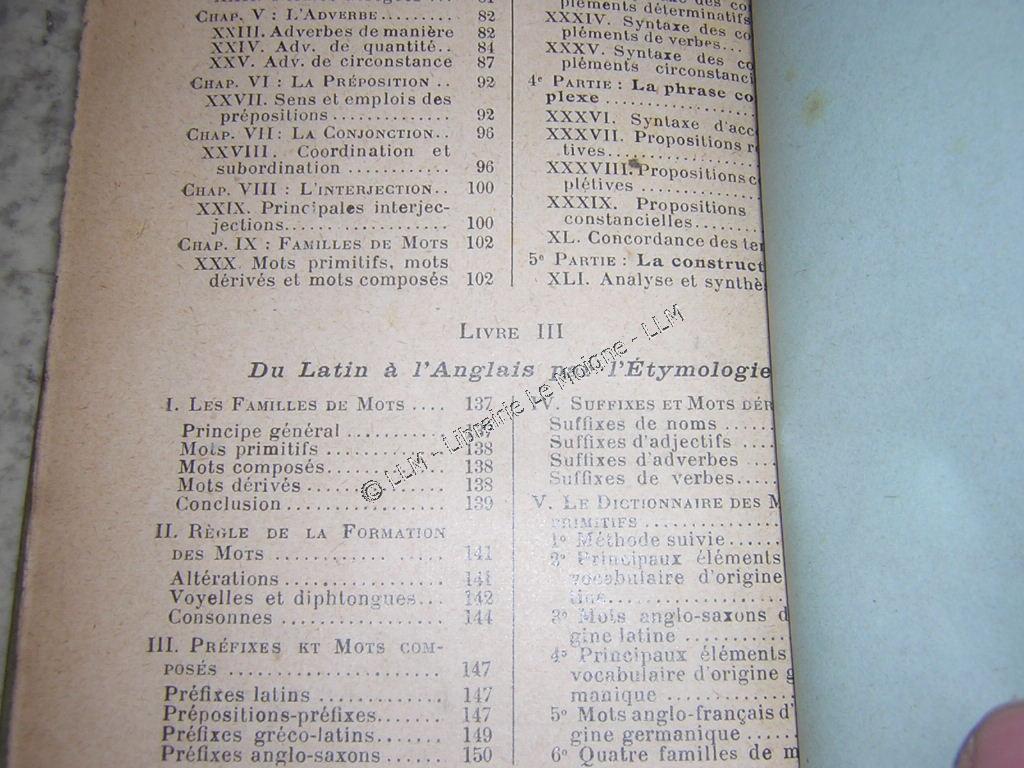 CHAP. V : L'ADVERBE.......... 82
XXIII. Adverbes de manière 82
XXIV. Adv. de quantité.. 84
XXV. Adv. de circonstance 87
CHAP. VI : LA PRÉPOSITION .. 92
XXVII. Sens et emplois des
prépositions .............. 92
CHAP. VII : LA CONJONCTION.. 96
XXVIII. Coordination et
subordination ............ 96
CHAP. VIII : L'INTERJECTION.. 100
XXIX. Principales interjec-
jections.................. 100
CHAP. IX : FAMILLES DE MOTS 102
XXX. Mots primitifs, mots
dérivés et mots composés 102
pléments déterminatifs
XXXIV. Syntaxe des co
pléments de verbes...
XXXV. Syntaxe des co
pléments circonstanci
4e PARTIE : La phrase co
plexe ..................
XXXVI. Syntaxe d'acc
XXXVII. Propositions r
tives...................
XXXVIII. Propositions c
plétives ...............
XXXIX. Propositions
constancielles.........
XL. Concordance des te
5e PARTIE : La construct
XLI. Analyse et synthè
LIVRE III
Du Latin à l'Anglais par l'Étymologie
I. LES FAMILLES DE MOTS .... 137
Principe général ............
Mots primitifs .............. 138
Mots composés.............. 138
Mots dérivés ................ 138
Conclusion .................. 139
II. RÈGLE DE LA FORMATION
DES MOTS .................. 141
Altérations .................. 141
Voyelles et diphtongues... 142
Consonnes .................. 144
III. PRÉFIXES KT MOTS COM-
POSÉS ...................... 147
Préfixes latins .............. 147
Prépositions-préfixes....... 147
Préfixes gréco-latins....... 149
Préfixes anglo-saxons ..... 150
IV. SUFFIXES ET MOTS DÉR
Suffixes de noms .....
Suffixes d'adjectifs ....
Suffixes d'adverbes ....
Suffixes de verbes.....
V. LE DICTIONNAIRE DES M
PRIMITIFS ..............
1° Méthode suivie.....
2° Principaux éléments
vocabulaire d'origine
tine...................
3° Mots anglo-saxons d
gine latine ...........
4° Principaux éléments
vocabulaire d'origine g
manique ..............
5° Mots anglo-français d'
gine germanique .....
6° Quatre familles de m
© LLM - Librairie Le Moigne - LLM